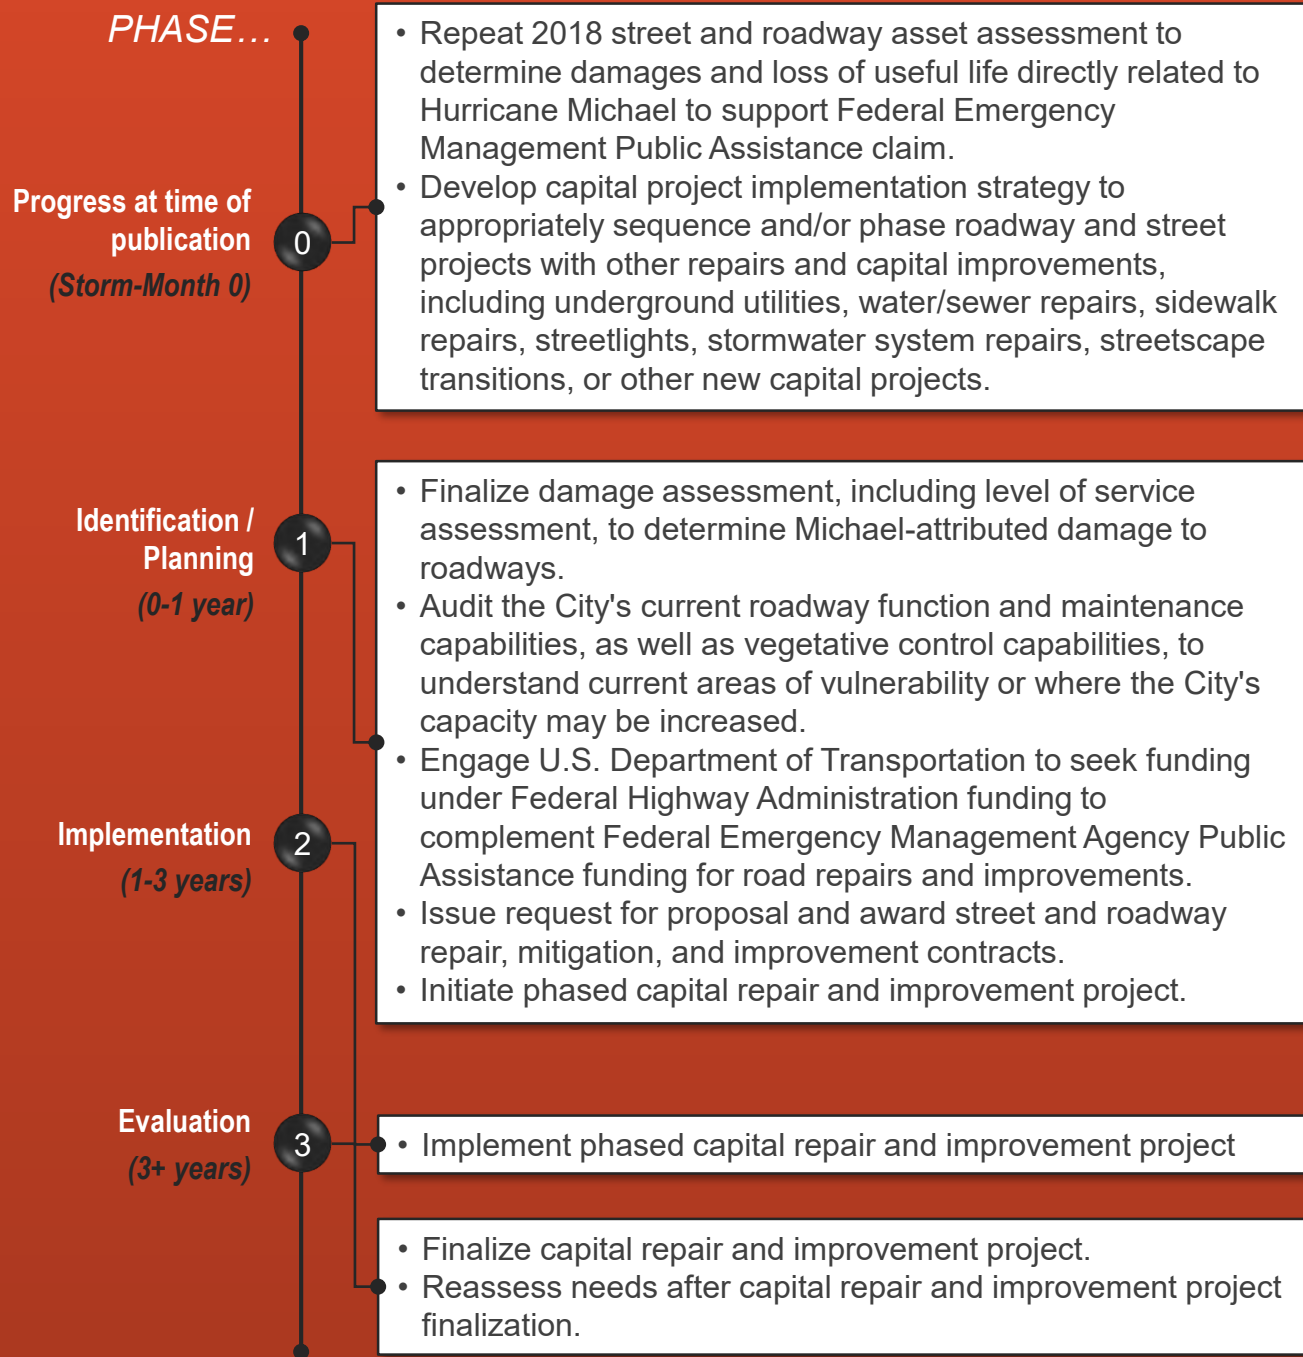 PHASE…
Progress at time of
publication
(Storm-Month 0)
0
• Repeat 2018 street and roadway asset assessment to
determine damages and loss of useful life directly related to
Hurricane Michael to support Federal Emergency
Management Public Assistance claim.
• Develop capital project implementation strategy to
appropriately sequence and/or phase roadway and street
projects with other repairs and capital improvements,
including underground utilities, water/sewer repairs, sidewalk
repairs, streetlights, stormwater system repairs, streetscape
transitions, or other new capital projects.
Identification /
Planning
(0-1 year)
1
• Finalize damage assessment, including level of service
assessment, to determine Michael-attributed damage to
roadways.
• Audit the City's current roadway function and maintenance
capabilities, as well as vegetative control capabilities, to
understand current areas of vulnerability or where the City's
capacity may be increased.
• Engage U.S. Department of Transportation to seek funding
under Federal Highway Administration funding to
complement Federal Emergency Management Agency Public
Assistance funding for road repairs and improvements.
• Issue request for proposal and award street and roadway
repair, mitigation, and improvement contracts.
• Initiate phased capital repair and improvement project.
Implementation
(1-3 years)
2
Evaluation
(3+ years)
3
• Implement phased capital repair and improvement project
• Finalize capital repair and improvement project.
• Reassess needs after capital repair and improvement project
finalization.